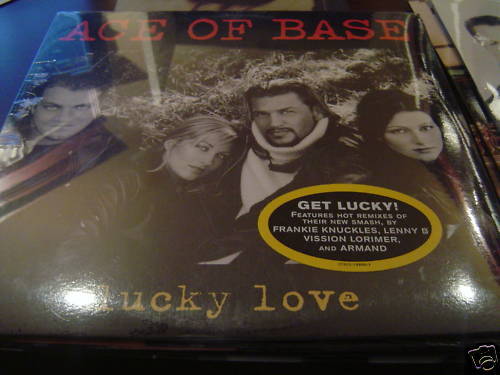 ACE OF BASE
GET LUCKY!
FEATURES HOT REMIXES OF
THEIR NEW SMASH, BY
FRANKIE KNUCKLES, LENNY B
VISSION LORIMER,
AND ARMAND
lucky love